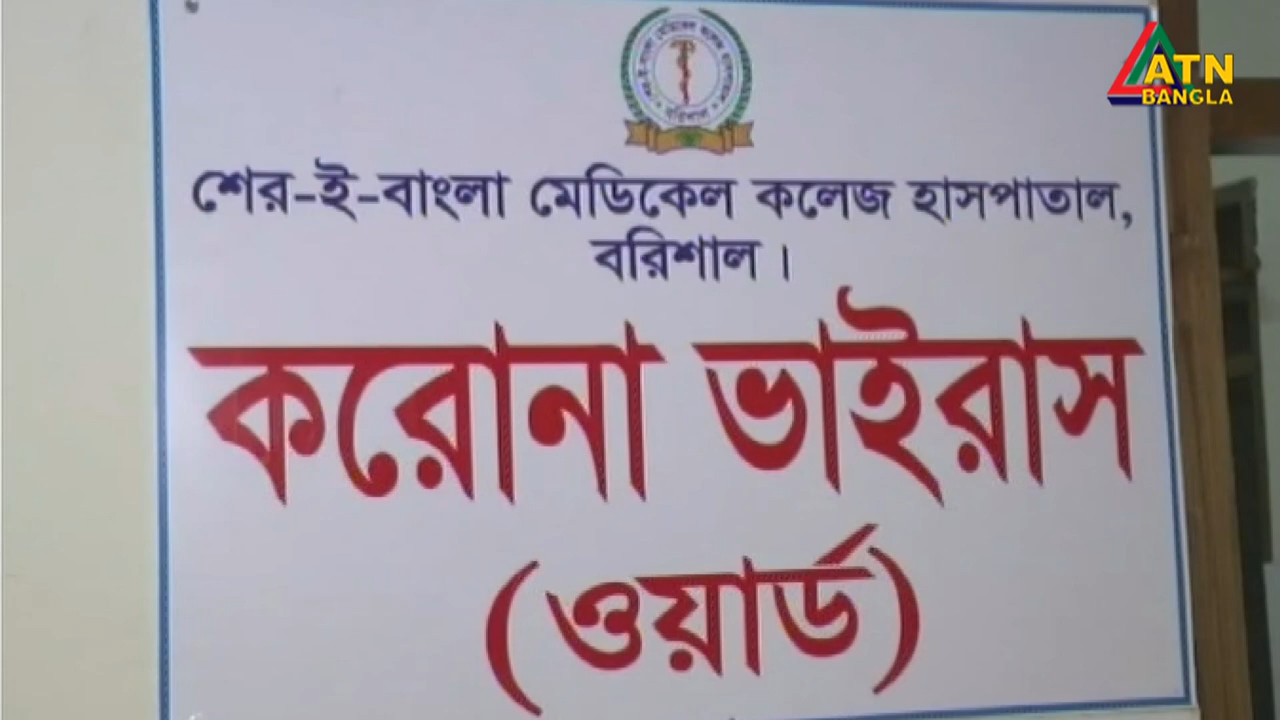 ATN
BANGLA
শের-ই-বাংলা মেডিকেল কলেজ হাসপাতাল,
বরিশাল ।
করোনা ভাইরাস
(ওয়ার্ড)